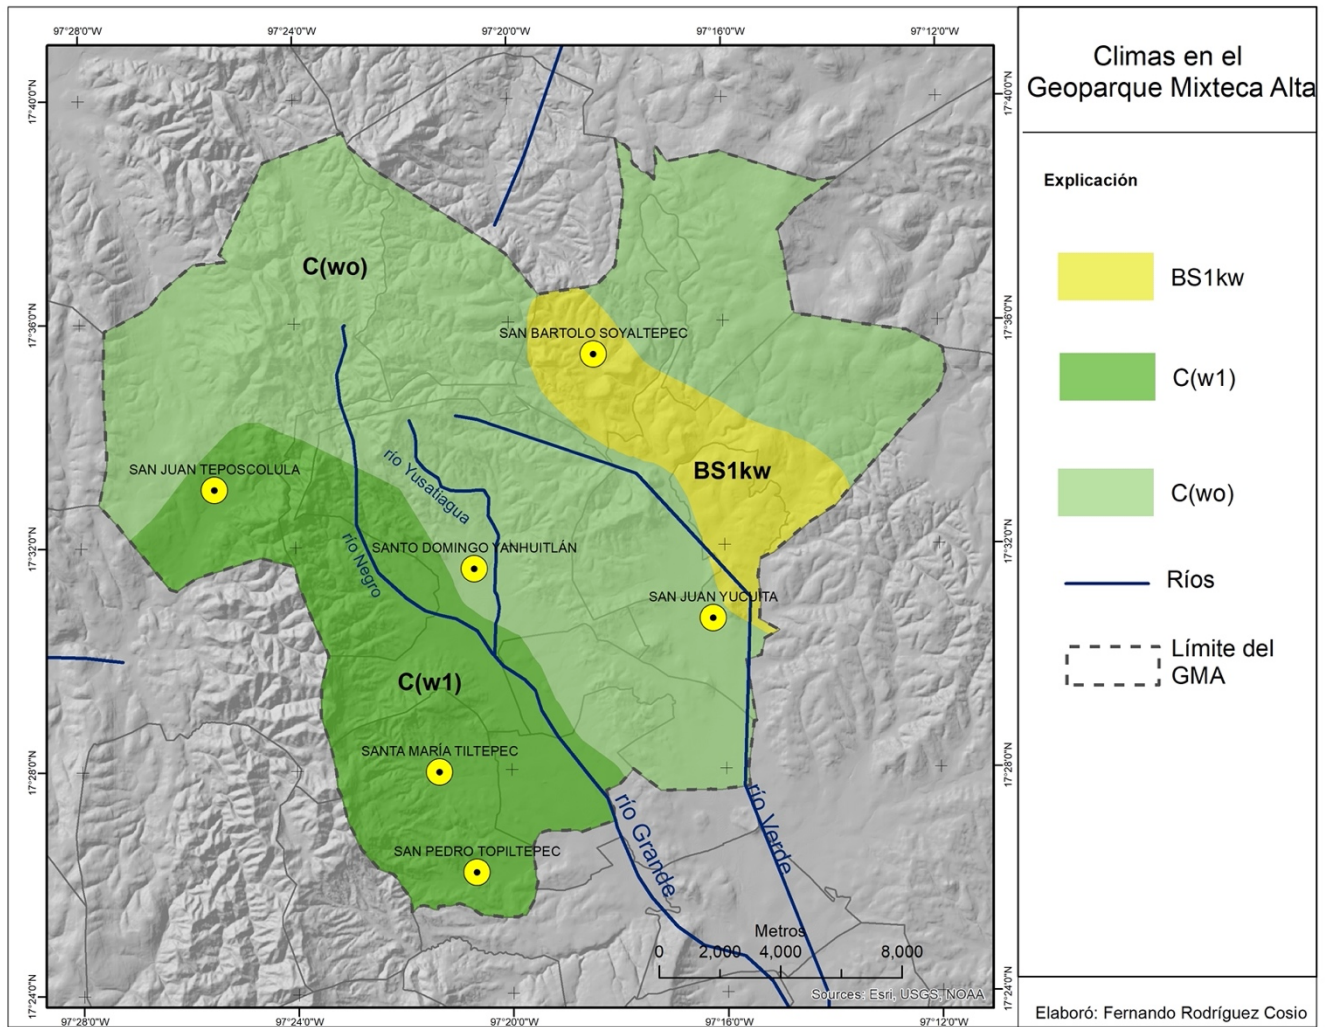 97°28'0"W
97°24'0"W
97°20'0"W
97°16'0"W
97°12'0"W
17°40'0"N
17°40'0"N
Climas en el
Geoparque Mixteca Alta
Explicación
BS1kw
C(w1)
C(wo)
Ríos
Límite del
GMA
C(wo)
17°36'0"N
17°36'0"N
SAN BARTOLO SOYALTEPEC
río Yusatiagua
SAN JUAN TEPOSCOLULA
BS1kw
17°32'0"N
17°32'0"N
río Negro
SANTO DOMINGO YANHUITLÁN
SAN JUAN YUCUITA
C(w1)
SANTA MARÍA TILTEPEC
17°28'0"N
17°28'0"N
río Grande
río Verde
SAN PEDRO TOPILTEPEC
Metros
0 2,000 4,000 8,000
Sources: Esri, USGS, NOAA
17°24'0"N
17°24'0"N
97°28'0"W
97°24'0"W
97°20'0"W
97°16'0"W
97°12'0"W
Elaboró: Fernando Rodríguez Cosio